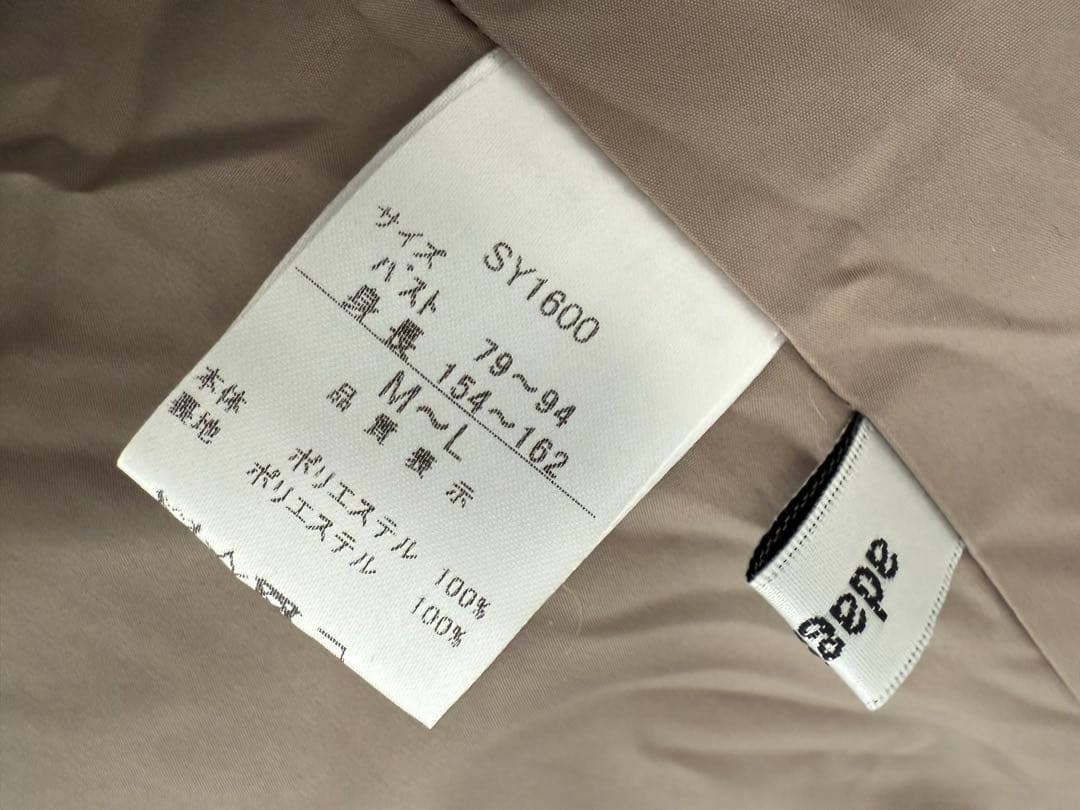 SY1600
サイズ
バスト 79〜94
身長 154〜162
M〜L
品質表示
本体 ポリエステル 100%
裏地 ポリエステル 100%
aepe